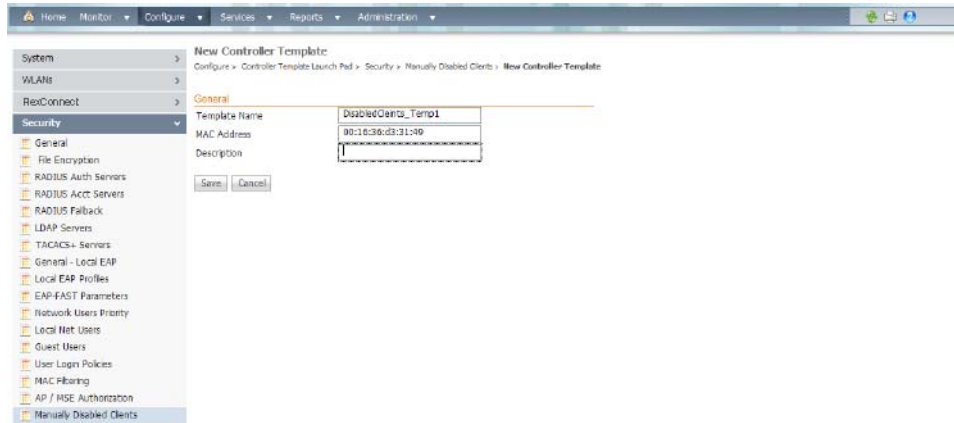 Home Monitor Configure Services Reports Administration
System
WLANs
RexConnect
Security
General
File Encryption
RADIUS Auth Servers
RADIUS Acct Servers
RADIUS Fallback
LDAP Servers
TACACS+ Servers
General - Local EAP
Local EAP Profiles
EAP-FAST Parameters
Network Users Priority
Local Net Users
Guest Users
User Login Policies
MAC Filtering
AP / MSE Authorization
Manually Disabled Clients
New Controller Template
Configure > Controller Template Launch Pad > Security > Manually Disabled Clients > New Controller Template
General
Template Name DisabledCleints_Temp1
MAC Address 00:16:36:d3:31:49
Description
Save Cancel